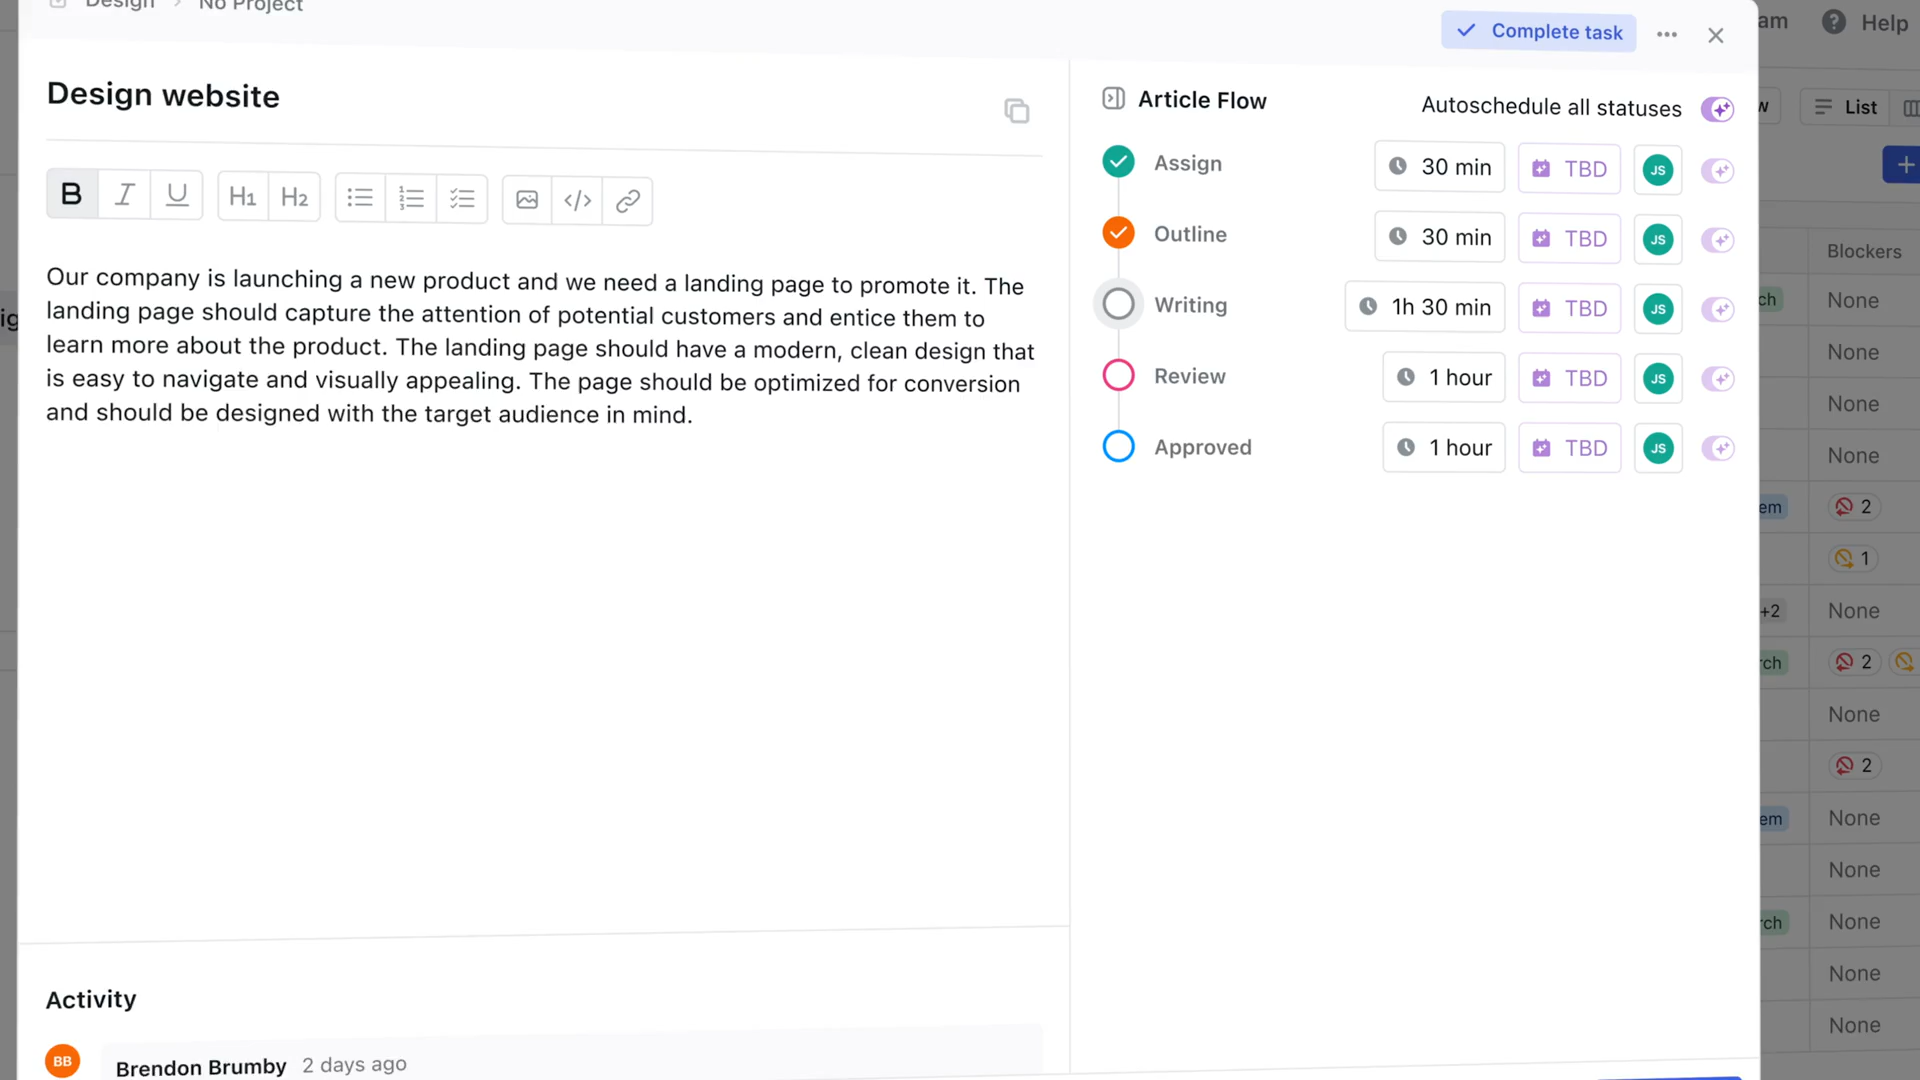 Design > No Project
Complete task
am
Help
Design website
Article Flow
Autoschedule all statuses
w
List
Assign
30 min
TBD
JS
B I U H1 H2
Outline
30 min
TBD
JS
Blockers
Our company is launching a new product and we need a landing page to promote it. The
landing page should capture the attention of potential customers and entice them to
learn more about the product. The landing page should have a modern, clean design that
is easy to navigate and visually appealing. The page should be optimized for conversion
and should be designed with the target audience in mind.
ig
Writing
1h 30 min
TBD
JS
Review
1 hour
TBD
JS
Approved
1 hour
TBD
JS
ch
None
None
None
None
em
2
1
+2
None
rch
2
None
2
em
None
None
rch
None
None
None
Activity
BB
Brendon Brumby 2 days ago